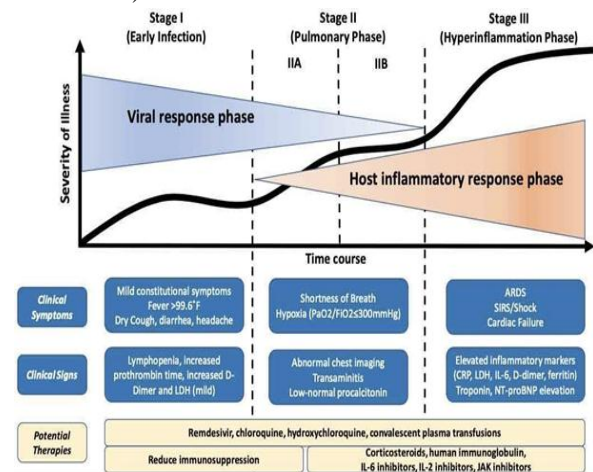 Stage I
(Early Infection)
Stage II
(Pulmonary Phase)
Stage III
(Hyperinflammation Phase)
IIA
IIB
Severity of Illness
Viral response phase
Host inflammatory response phase
Time course
Clinical
Symptoms
Mild constitutional symptoms
Fever >99.6°F
Dry Cough, diarrhea, headache
Shortness of Breath
Hypoxia (PaO2/FiO2≤300mmHg)
ARDS
SIRS/Shock
Cardiac Failure
Clinical Signs
Lymphopenia, increased
prothrombin time, increased D-
Dimer and LDH (mild)
Abnormal chest imaging
Transaminitis
Low-normal procalcitonin
Elevated inflammatory markers
(CRP, LDH, IL-6, D-dimer, ferritin)
Troponin, NT-proBNP elevation
Potential
Therapies
Remdesivir, chloroquine, hydroxychloroquine, convalescent plasma transfusions
Reduce immunosuppression
Corticosteroids, human immunoglobulin,
IL-6 inhibitors, IL-2 inhibitors, JAK inhibitors